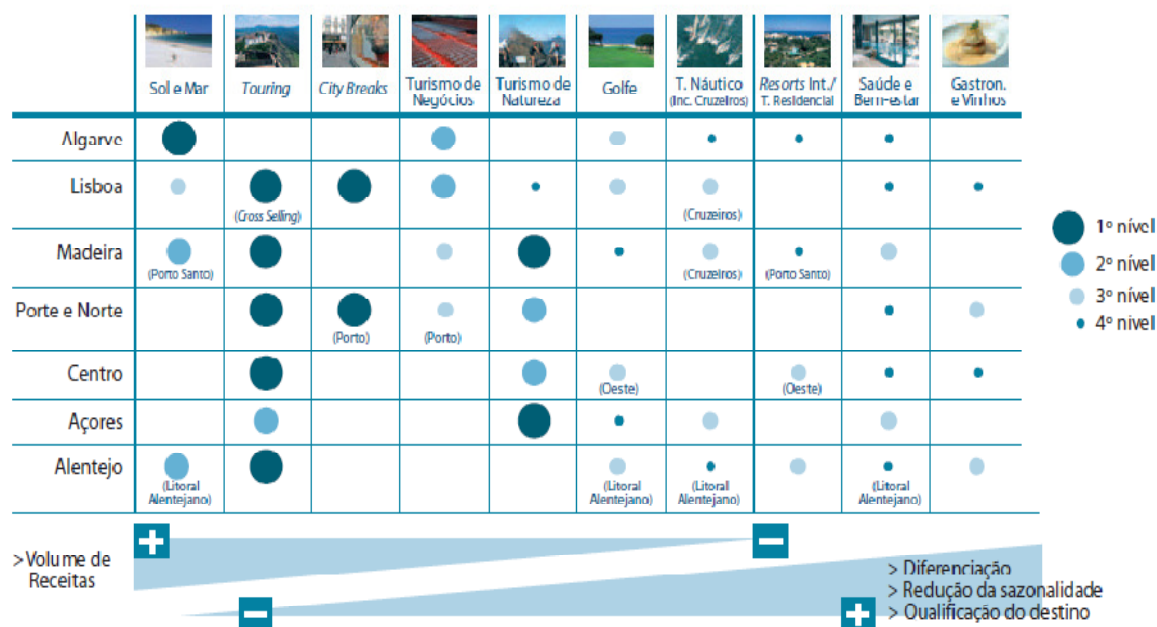 Sol e Mar
Touring
City Breaks
Turismo de
Negócios
Turismo de
Natureza
Golfe
T. Náutico
(Inc. Cruzeiros)
Resorts Int./
T. Residencial
Saúde e
Bem-estar
Gastron.
e Vinhos
Algarve
Lisboa
(Cross Selling)
(Cruzeiros)
Madeira
(Porto Santo)
(Cruzeiros)
(Porto Santo)
Porte e Norte
(Porto)
(Porto)
Centro
(Oeste)
(Oeste)
Açores
Alentejo
(Litoral
Alentejano)
(Litoral
Alentejano)
(Litoral
Alentejano)
(Litoral
Alentejano)
1º nível
2º nível
3º nível
4º nível
> Volume de
Receitas
+
−
−
+
> Diferenciação
> Redução da sazonalidade
> Qualificação do destino